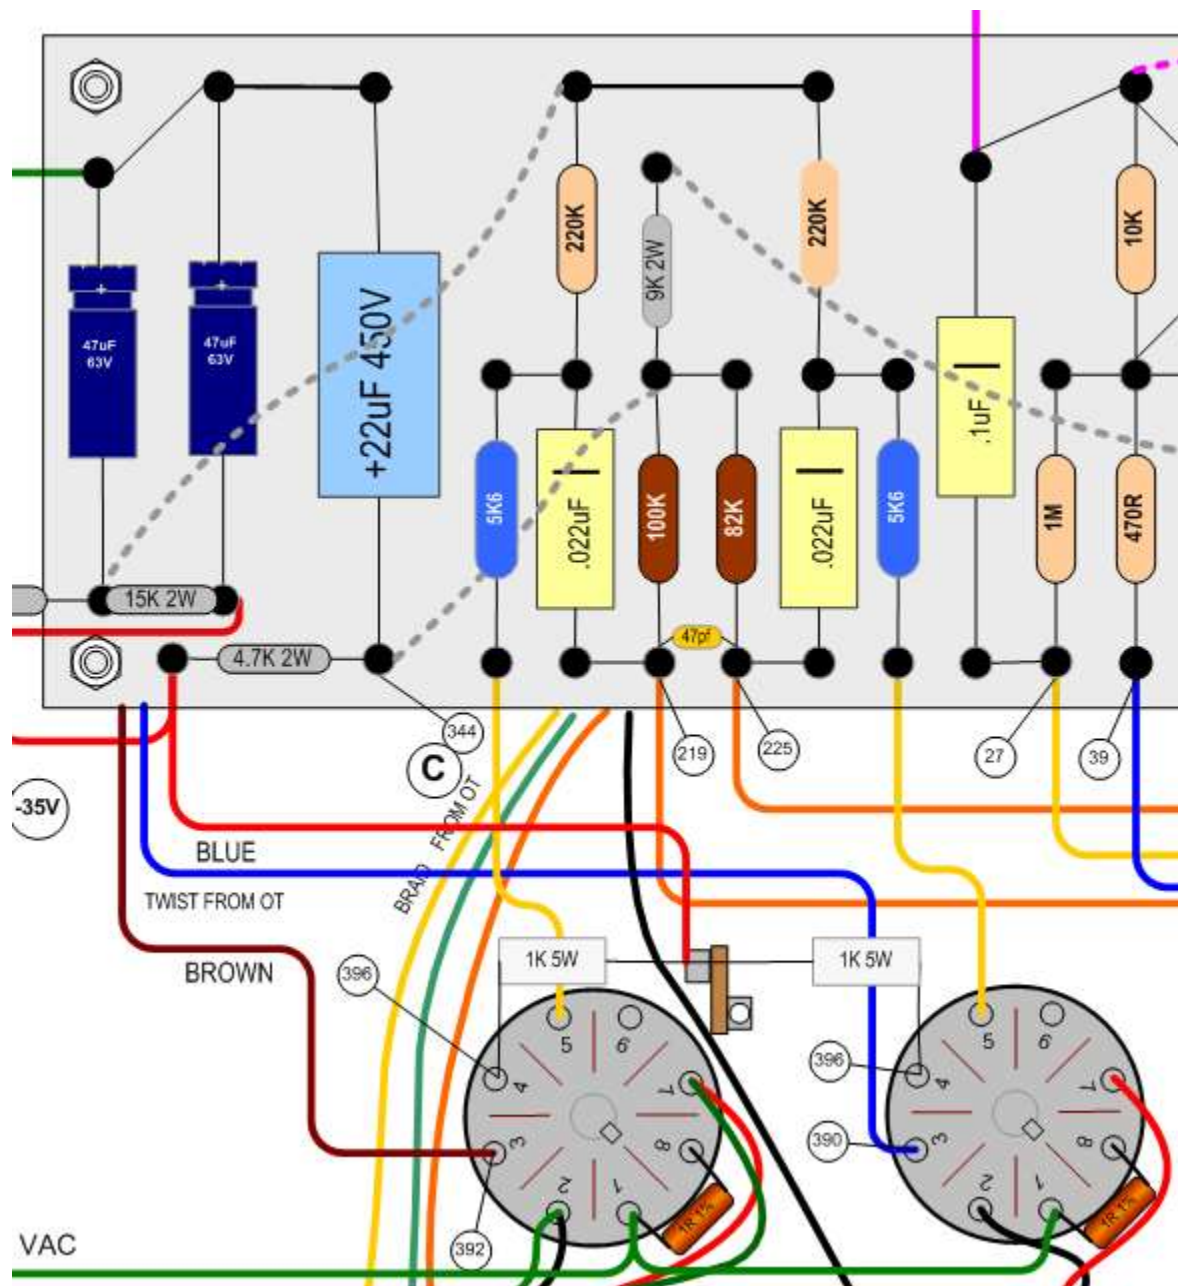 220K
220K
10K
9K 2W
+
47uF
63V
+
47uF
63V
+22uF 450V
.1uF
5K6
.022uF
100K
82K
.022uF
5K6
1M
470R
15K 2W
47pf
4.7K 2W
344
219
225
27
39
C
-35V
BLUE
BRAID FROM OT
TWIST FROM OT
BROWN
396
1K 5W
1K 5W
5
6
4
7
3
8
2
1
1R 1%
396
390
5
6
4
7
3
8
2
1
1R 1%
392
VAC